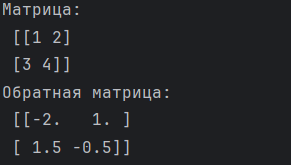 Матрица:
 [[1 2]
 [3 4]]
Обратная матрица:
 [[-2.   1. ]
 [ 1.5 -0.5]]